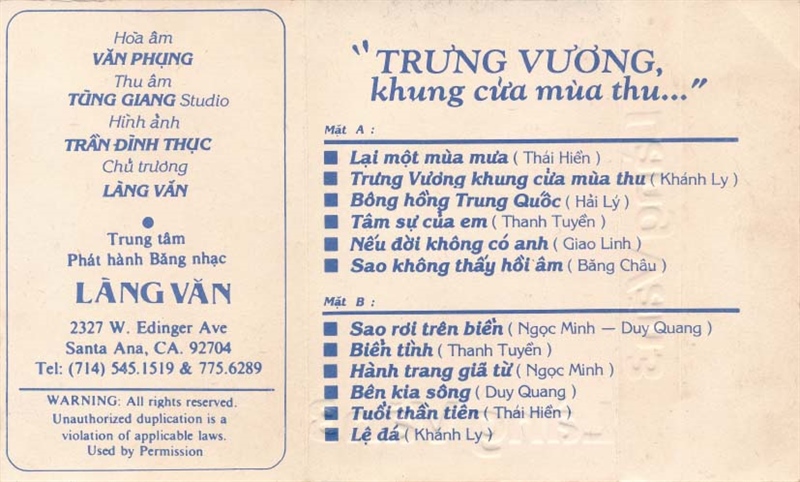 Hòa âm
VĂN PHỤNG
Thu âm
TÙNG GIANG Studio
Hình ảnh
TRẦN ĐÌNH THỤC
Chủ trương
LÀNG VĂN
Trung tâm
Phát hành Băng nhạc
LÀNG VĂN
2327 W. Edinger Ave
Santa Ana, CA. 92704
Tel: (714) 545.1519 & 775.6289
WARNING: All rights reserved.
Unauthorized duplication is a
violation of applicable laws.
Used by Permission
"TRƯNG VƯƠNG,
khung cửa mùa thu..."
Mặt A :
Lại một mùa mưa ( Thái Hiền )
Trưng Vương khung cửa mùa thu ( Khánh Ly )
Bông hồng Trung Quốc ( Hải Lý )
Tâm sự của em ( Thanh Tuyền )
Nếu đời không có anh ( Giao Linh )
Sao không thấy hồi âm ( Băng Châu )
Mặt B :
Sao rơi trên biển ( Ngọc Minh — Duy Quang )
Biển tình ( Thanh Tuyền )
Hành trang giã từ ( Ngọc Minh )
Bên kia sông ( Duy Quang )
Tuổi thần tiên ( Thái Hiền )
Lệ đá ( Khánh Ly )